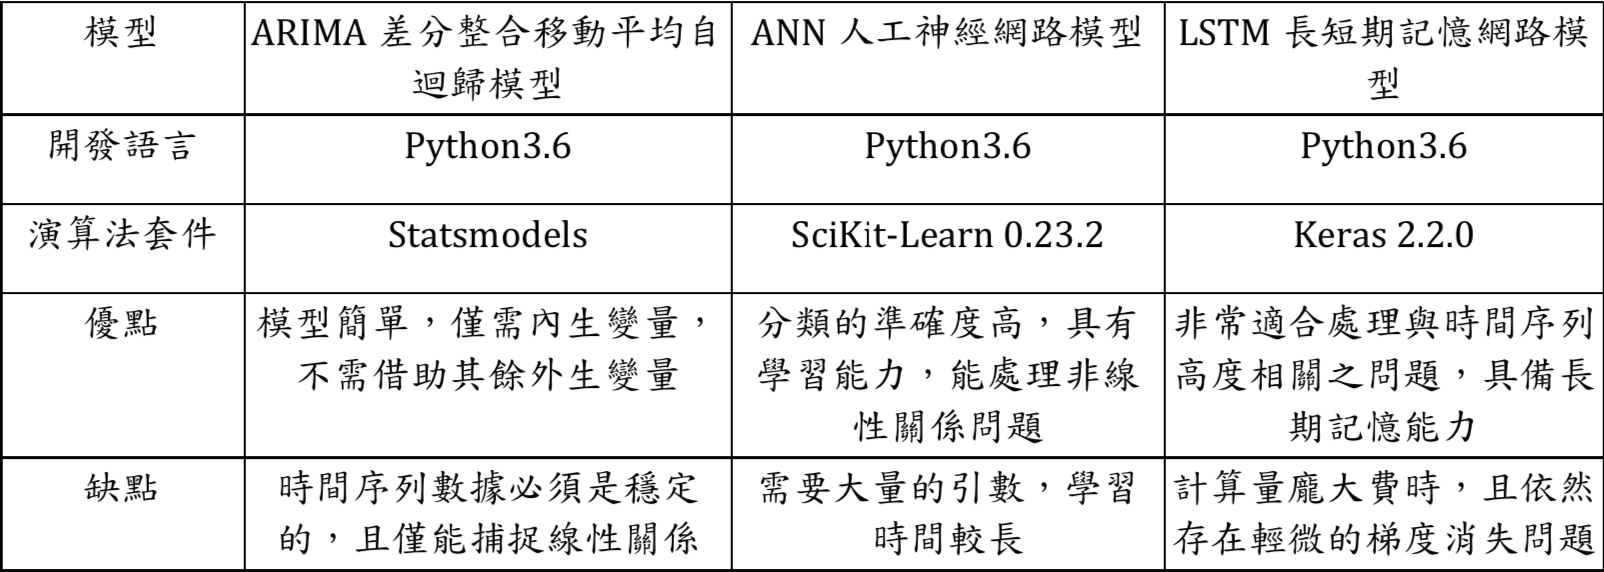 模型
ARIMA 差分整合移動平均自
迴歸模型
ANN 人工神經網路模型
LSTM 長短期記憶網路模
型
開發語言
Python3.6
Python3.6
Python3.6
演算法套件
Statsmodels
SciKit-Learn 0.23.2
Keras 2.2.0
優點
模型簡單，僅需內生變量，
不需借助其餘外生變量
分類的準確度高，具有
學習能力，能處理非線
性關係問題
非常適合處理與時間序列
高度相關之問題，具備長
期記憶能力
缺點
時間序列數據必須是穩定
的，且僅能捕捉線性關係
需要大量的引數，學習
時間較長
計算量龐大費時，且依然
存在輕微的梯度消失問題